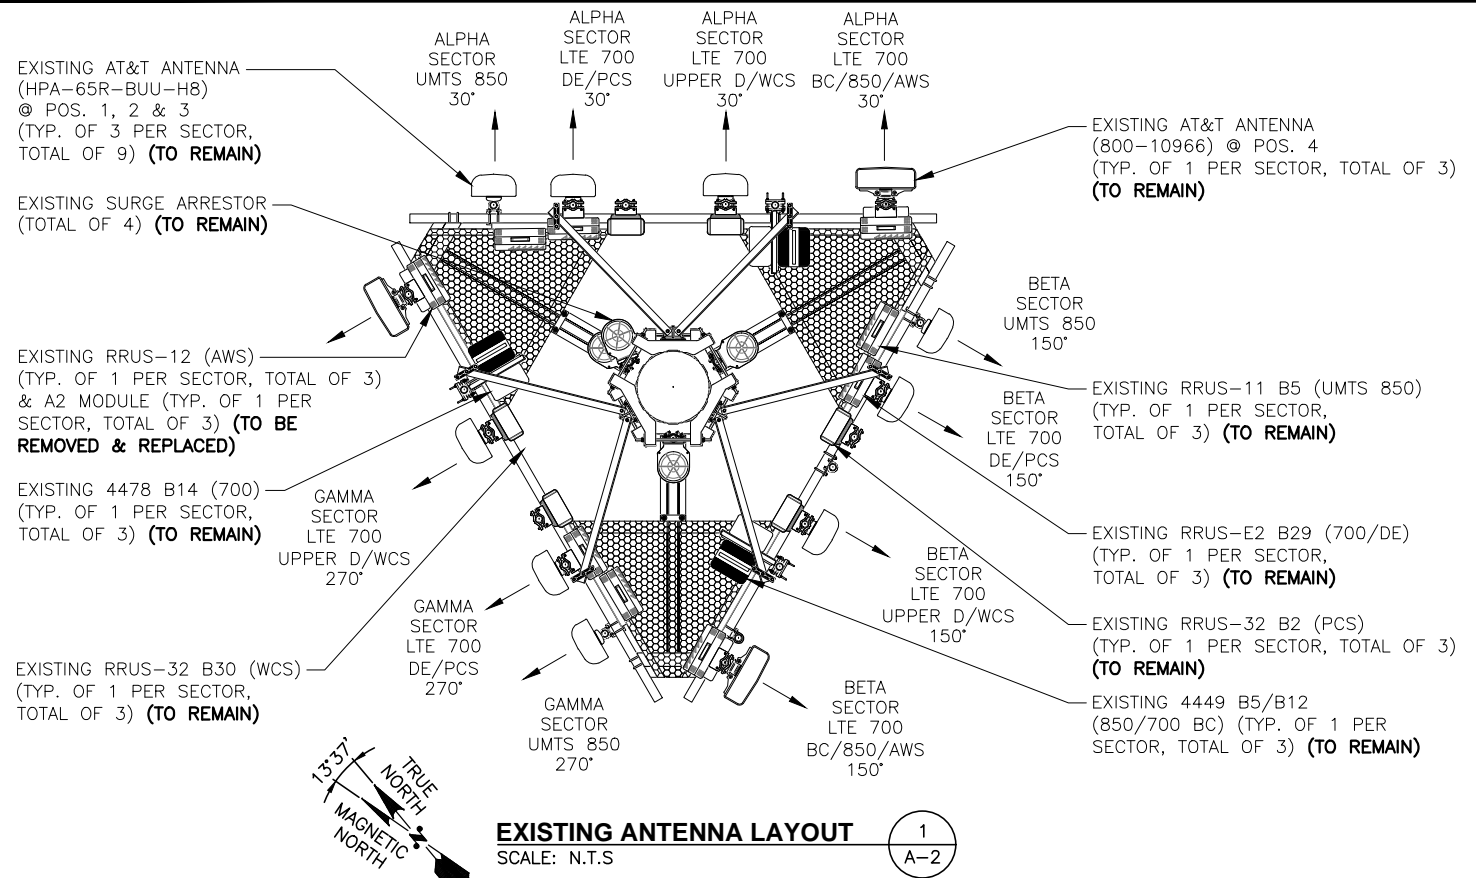 ALPHA
SECTOR
UMTS 850
30°
ALPHA
SECTOR
LTE 700
DE/PCS
30°
ALPHA
SECTOR
LTE 700
UPPER D/WCS
30°
ALPHA
SECTOR
LTE 700
BC/850/AWS
30°
EXISTING AT&T ANTENNA
(HPA-65R-BUU-H8)
@ POS. 1, 2 & 3
(TYP. OF 3 PER SECTOR,
TOTAL OF 9) (TO REMAIN)
EXISTING SURGE ARRESTOR
(TOTAL OF 4) (TO REMAIN)
EXISTING RRUS-12 (AWS)
(TYP. OF 1 PER SECTOR, TOTAL OF 3)
& A2 MODULE (TYP. OF 1 PER
SECTOR, TOTAL OF 3) (TO BE
REMOVED & REPLACED)
EXISTING 4478 B14 (700)
(TYP. OF 1 PER SECTOR,
TOTAL OF 3) (TO REMAIN)
EXISTING RRUS-32 B30 (WCS)
(TYP. OF 1 PER SECTOR,
TOTAL OF 3) (TO REMAIN)
GAMMA
SECTOR
LTE 700
UPPER D/WCS
270°
GAMMA
SECTOR
LTE 700
DE/PCS
270°
GAMMA
SECTOR
UMTS 850
270°
EXISTING AT&T ANTENNA
(800-10966) @ POS. 4
(TYP. OF 1 PER SECTOR, TOTAL OF 3)
(TO REMAIN)
BETA
SECTOR
UMTS 850
150°
BETA
SECTOR
LTE 700
DE/PCS
150°
BETA
SECTOR
LTE 700
UPPER D/WCS
150°
BETA
SECTOR
LTE 700
BC/850/AWS
150°
EXISTING RRUS-11 B5 (UMTS 850)
(TYP. OF 1 PER SECTOR,
TOTAL OF 3) (TO REMAIN)
EXISTING RRUS-E2 B29 (700/DE)
(TYP. OF 1 PER SECTOR,
TOTAL OF 3) (TO REMAIN)
EXISTING RRUS-32 B2 (PCS)
(TYP. OF 1 PER SECTOR, TOTAL OF 3)
(TO REMAIN)
EXISTING 4449 B5/B12
(850/700 BC) (TYP. OF 1 PER
SECTOR, TOTAL OF 3) (TO REMAIN)
13°37'
TRUE
NORTH
MAGNETIC
NORTH
N
EXISTING ANTENNA LAYOUT
SCALE: N.T.S
1
A-2